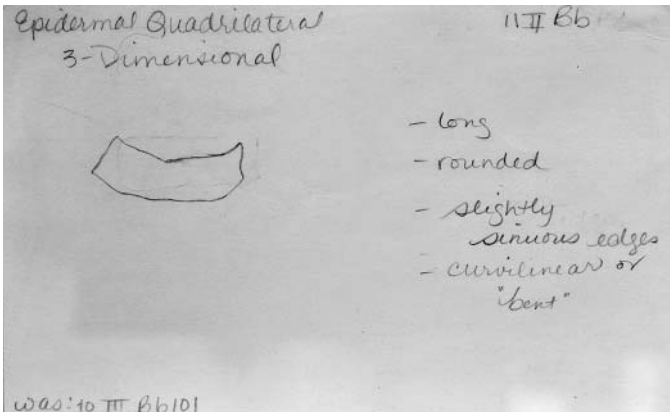 Epidermal Quadrilateral 11 II Bb
3-Dimensional
- long
- rounded
- slightly
sinuous edges
- curvilinear or
"bent"
was: 10 III Bb101